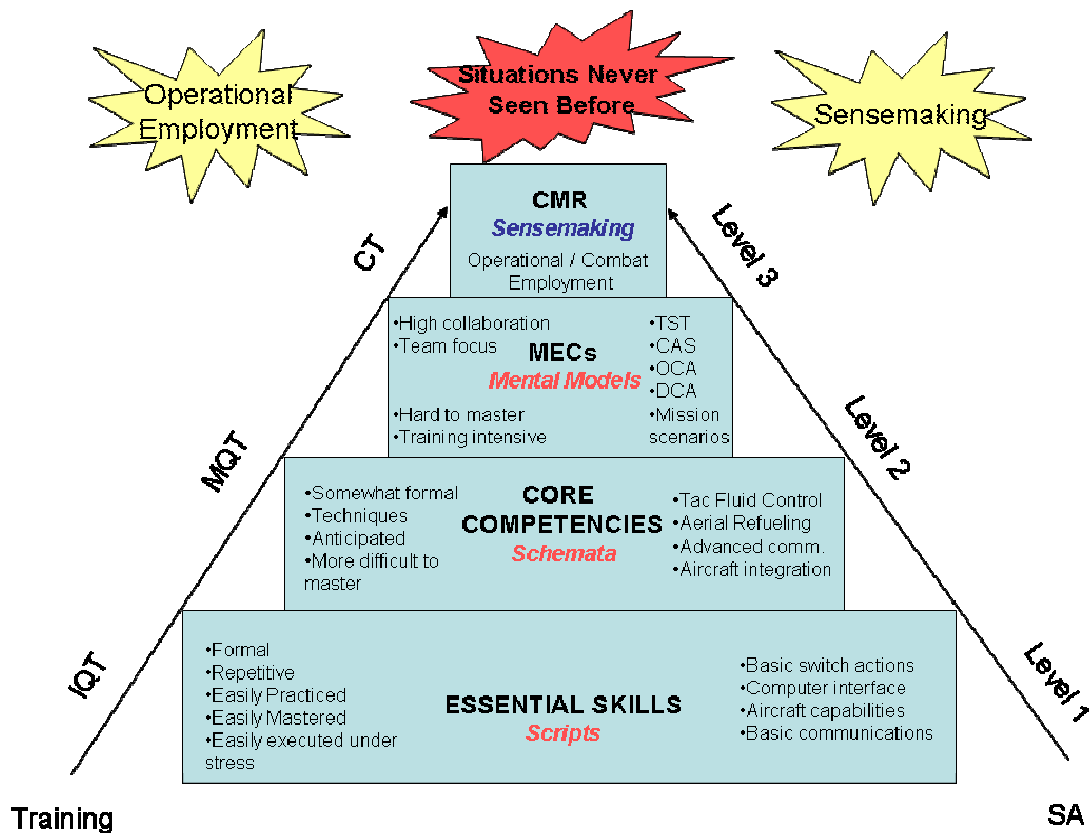 Operational
Employment
Situations Never
Seen Before
Sensemaking
CMR
Sensemaking
Operational / Combat
Employment
CT
Level 3
•High collaboration
•Team focus
MECs
Mental Models
•Hard to master
•Training intensive
•TST
•CAS
•OCA
•DCA
•Mission
scenarios
MQT
Level 2
•Somewhat formal
•Techniques
•Anticipated
•More difficult to
master
CORE
COMPETENCIES
Schemata
•Tac Fluid Control
•Aerial Refueling
•Advanced comm.
•Aircraft integration
IQT
Level 1
•Formal
•Repetitive
•Easily Practiced
•Easily Mastered
•Easily executed under
stress
ESSENTIAL SKILLS
Scripts
•Basic switch actions
•Computer interface
•Aircraft capabilities
•Basic communications
Training
SA